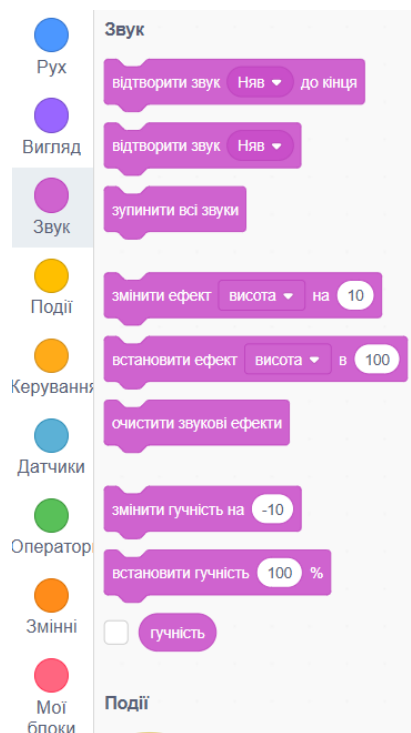 Рух
Вигляд
Звук
Події
Керування
Датчики
Оператор
Змінні
Мої
блоки
Звук
відтворити звук Няв до кінця
відтворити звук Няв
зупинити всі звуки
змінити ефект висота на 10
встановити ефект висота в 100
очистити звукові ефекти
змінити гучність на -10
встановити гучність 100 %
гучність
Події